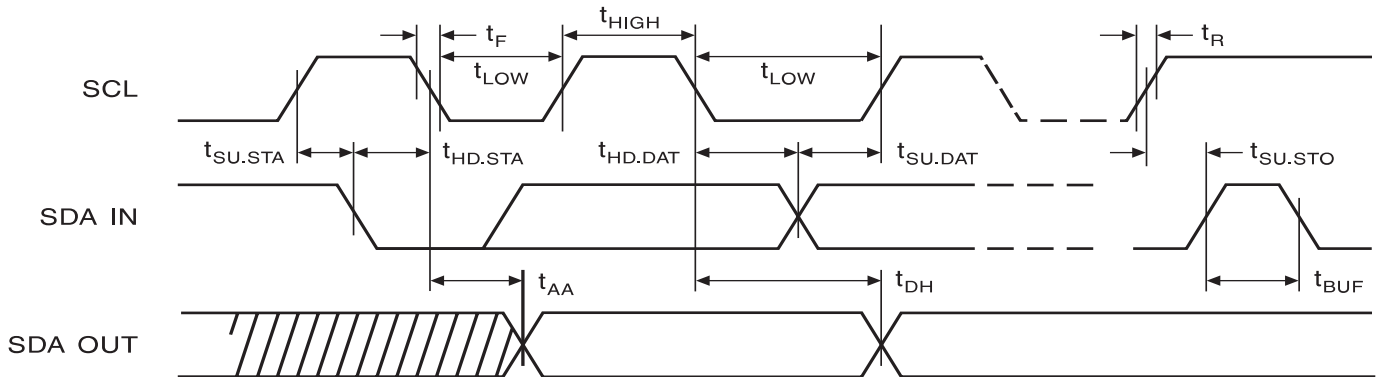 tHIGH
tF
tR
tLOW
tLOW
SCL
tSU.STA
tHD.STA
tHD.DAT
tSU.DAT
tSU.STO
SDA IN
tAA
tDH
tBUF
SDA OUT